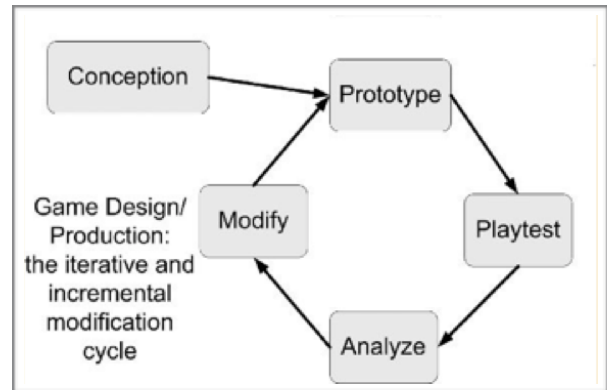 Conception
Prototype
Game Design/
Production:
the iterative and
incremental
modification
cycle
Modify
Playtest
Analyze